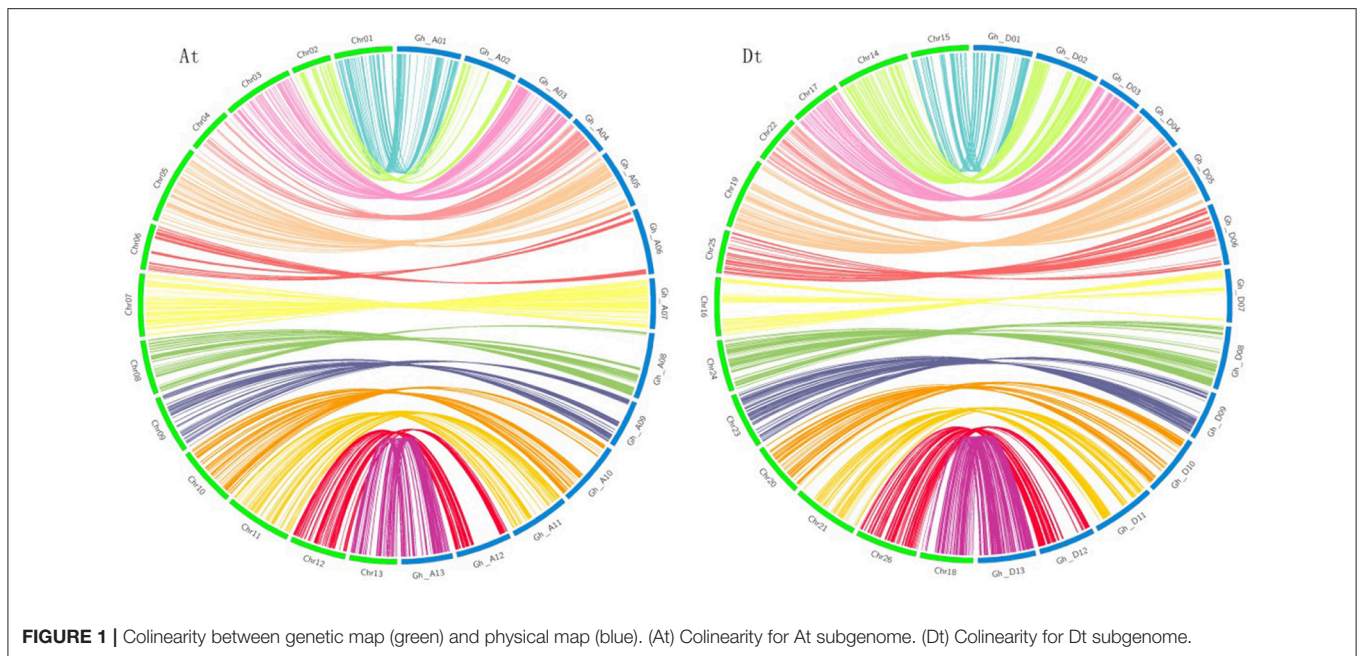 At
Chr01
Chr02
Chr03
Chr04
Chr05
Chr06
Chr07
Chr08
Chr09
Chr10
Chr11
Chr12
Chr13
Gh_A01
Gh_A02
Gh_A03
Gh_A04
Gh_A05
Gh_A06
Gh_A07
Gh_A08
Gh_A09
Gh_A10
Gh_A11
Gh_A12
Gh_A13
Dt
Chr15
Chr14
Chr17
Chr22
Chr19
Chr25
Chr16
Chr24
Chr23
Chr20
Chr21
Chr26
Chr18
Gh_D01
Gh_D02
Gh_D03
Gh_D04
Gh_D05
Gh_D06
Gh_D07
Gh_D08
Gh_D09
Gh_D10
Gh_D11
Gh_D12
Gh_D13
FIGURE 1 | Colinearity between genetic map (green) and physical map (blue). (At) Colinearity for At subgenome. (Dt) Colinearity for Dt subgenome.